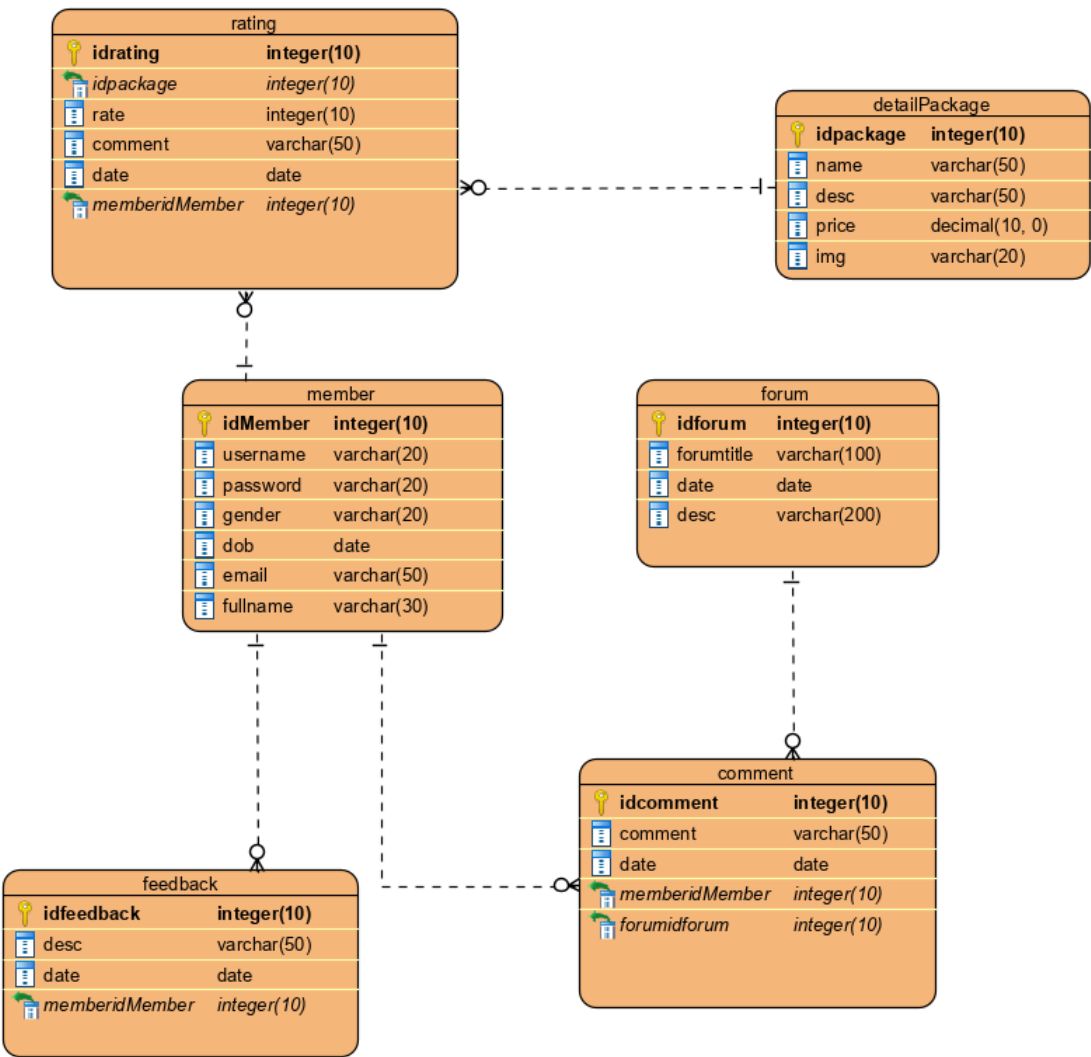 rating
idrating integer(10)
idpackage integer(10)
rate integer(10)
comment varchar(50)
date date
memberidMember integer(10)
detailPackage
idpackage integer(10)
name varchar(50)
desc varchar(50)
price decimal(10, 0)
img varchar(20)
member
idMember integer(10)
username varchar(20)
password varchar(20)
gender varchar(20)
dob date
email varchar(50)
fullname varchar(30)
forum
idforum integer(10)
forumtitle varchar(100)
date date
desc varchar(200)
comment
idcomment integer(10)
comment varchar(50)
date date
memberidMember integer(10)
forumidforum integer(10)
feedback
idfeedback integer(10)
desc varchar(50)
date date
memberidMember integer(10)